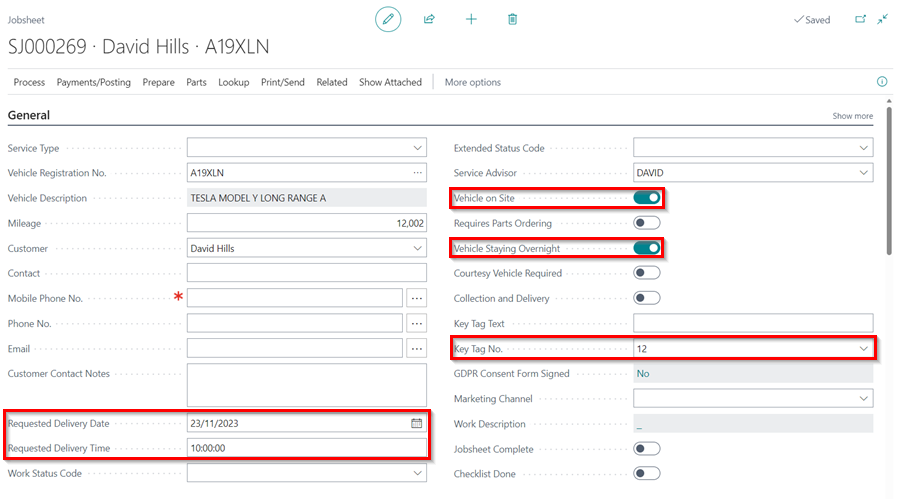 Jobsheet
Saved
SJ000269 · David Hills · A19XLN
Process Payments/Posting Prepare Parts Lookup Print/Send Related Show Attached More options
General
Show more
Service Type
Vehicle Registration No. A19XLN
Vehicle Description TESLA MODEL Y LONG RANGE A
Mileage 12,002
Customer David Hills
Contact
Mobile Phone No. *
Phone No.
Email
Customer Contact Notes
Requested Delivery Date 23/11/2023
Requested Delivery Time 10:00:00
Work Status Code
Extended Status Code
Service Advisor DAVID
Vehicle on Site
Requires Parts Ordering
Vehicle Staying Overnight
Courtesy Vehicle Required
Collection and Delivery
Key Tag Text
Key Tag No. 12
GDPR Consent Form Signed No
Marketing Channel
Work Description _
Jobsheet Complete
Checklist Done